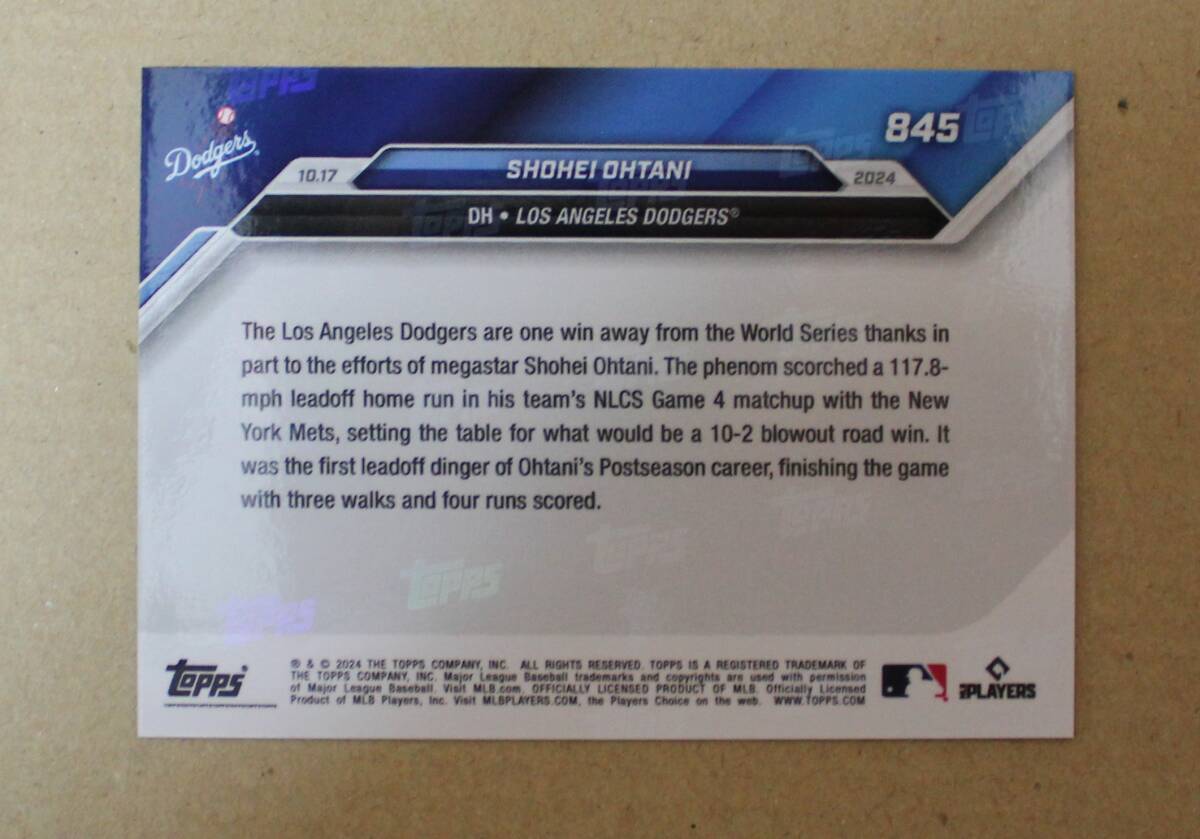 Dodgers
845
10.17
SHOHEI OHTANI
2024
DH • LOS ANGELES DODGERS®
The Los Angeles Dodgers are one win away from the World Series thanks in
part to the efforts of megastar Shohei Ohtani. The phenom scorched a 117.8-
mph leadoff home run in his team's NLCS Game 4 matchup with the New
York Mets, setting the table for what would be a 10-2 blowout road win. It
was the first leadoff dinger of Ohtani's Postseason career, finishing the game
with three walks and four runs scored.
topps
topps
topps
topps
topps
topps
® & © 2024 THE TOPPS COMPANY, INC. ALL RIGHTS RESERVED. TOPPS IS A REGISTERED TRADEMARK OF
THE TOPPS COMPANY, INC. Major League Baseball trademarks and copyrights are used with permission
of Major League Baseball. Visit MLB.com. OFFICIALLY LICENSED PRODUCT OF MLB. Officially Licensed
Product of MLB Players, Inc. Visit MLBPLAYERS.COM, the Players Choice on the web. WWW.TOPPS.COM
PLAYERS